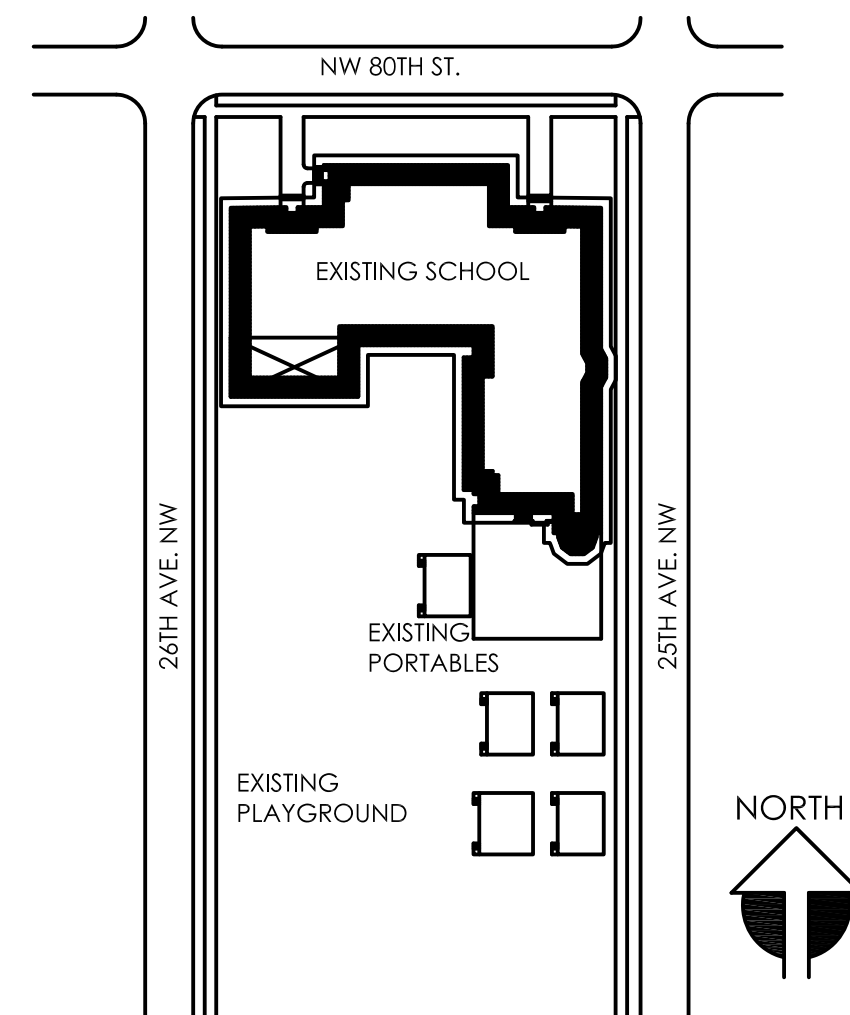 NW 80TH ST.
EXISTING SCHOOL
26TH AVE. NW
25TH AVE. NW
EXISTING
PORTABLES
EXISTING
PLAYGROUND
NORTH